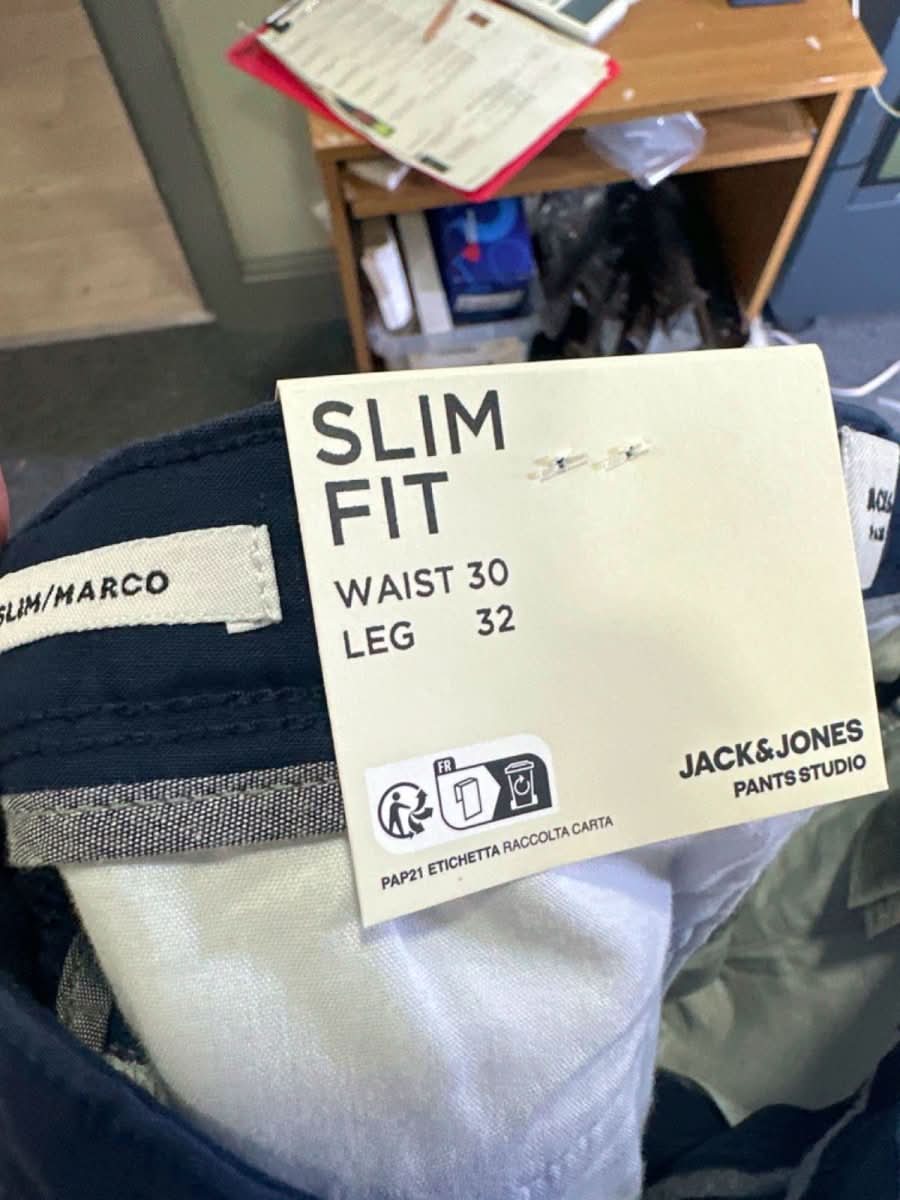 SLIM
FIT
WAIST 30
LEG 32
SLIM/MARCO
FR
JACK&JONES
PANTS STUDIO
PAP21 ETICHETTA RACCOLTA CARTA